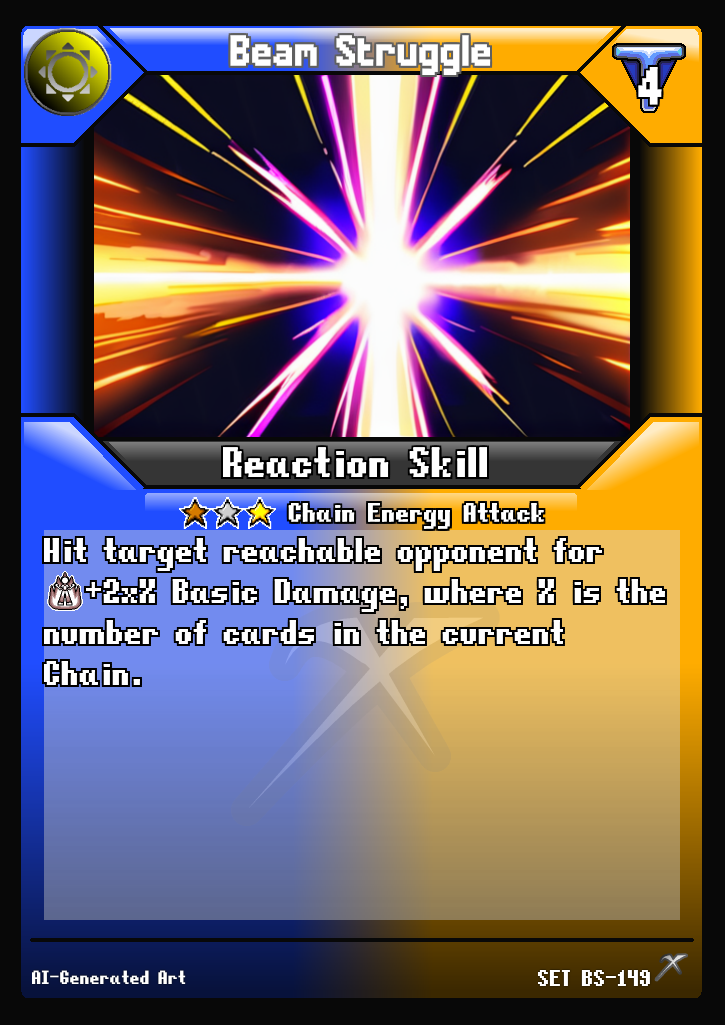 Beam Struggle
4
Reaction Skill
Chain Energy Attack
Hit target reachable opponent for
+2xX Basic Damage, where X is the
number of cards in the current
Chain.
AI-Generated Art
SET BS-149